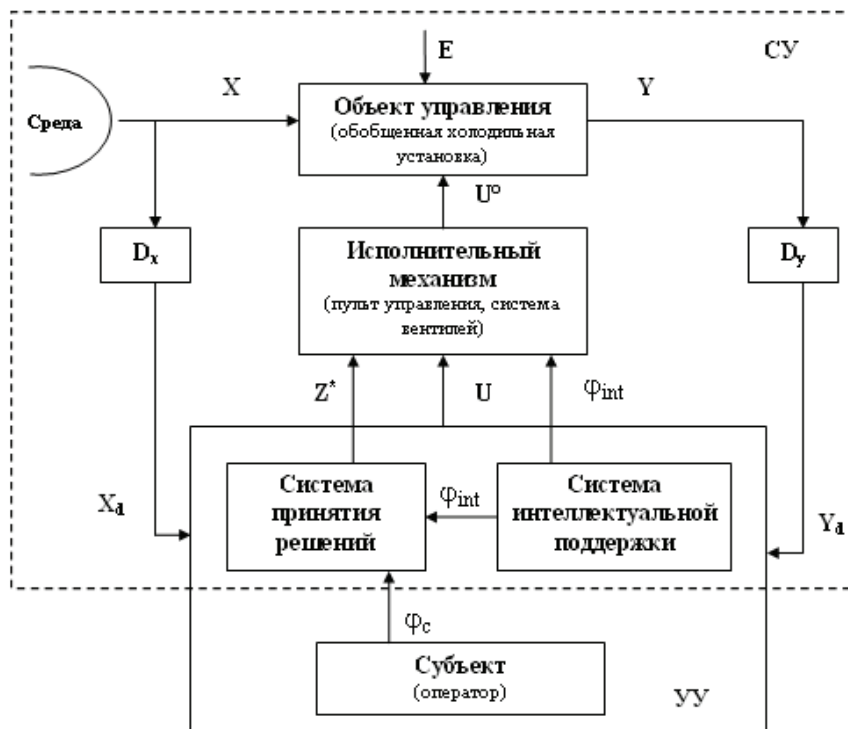 E
СУ
X
Y
Среда
Объект управления
(обобщенная холодильная
установка)
U°
Dx
Dy
Исполнительный
механизм
(пульт управления, система
вентилей)
Z*
U
φint
Система
принятия
решений
φint
Система
интеллектуальной
поддержки
Xd
Yd
φc
Субъект
(оператор)
УУ